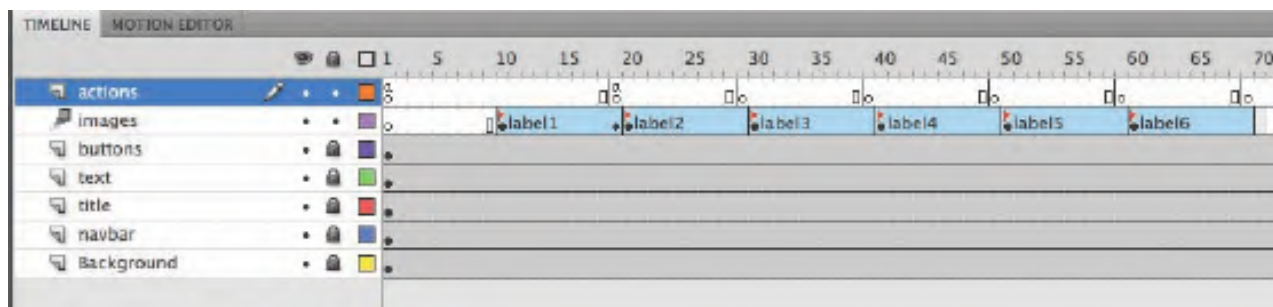 TIMELINE MOTION EDITOR
1 5 10 15 20 25 30 35 40 45 50 55 60 65 70
actions
images label1 label2 label3 label4 label5 label6
buttons
text
title
navbar
Background